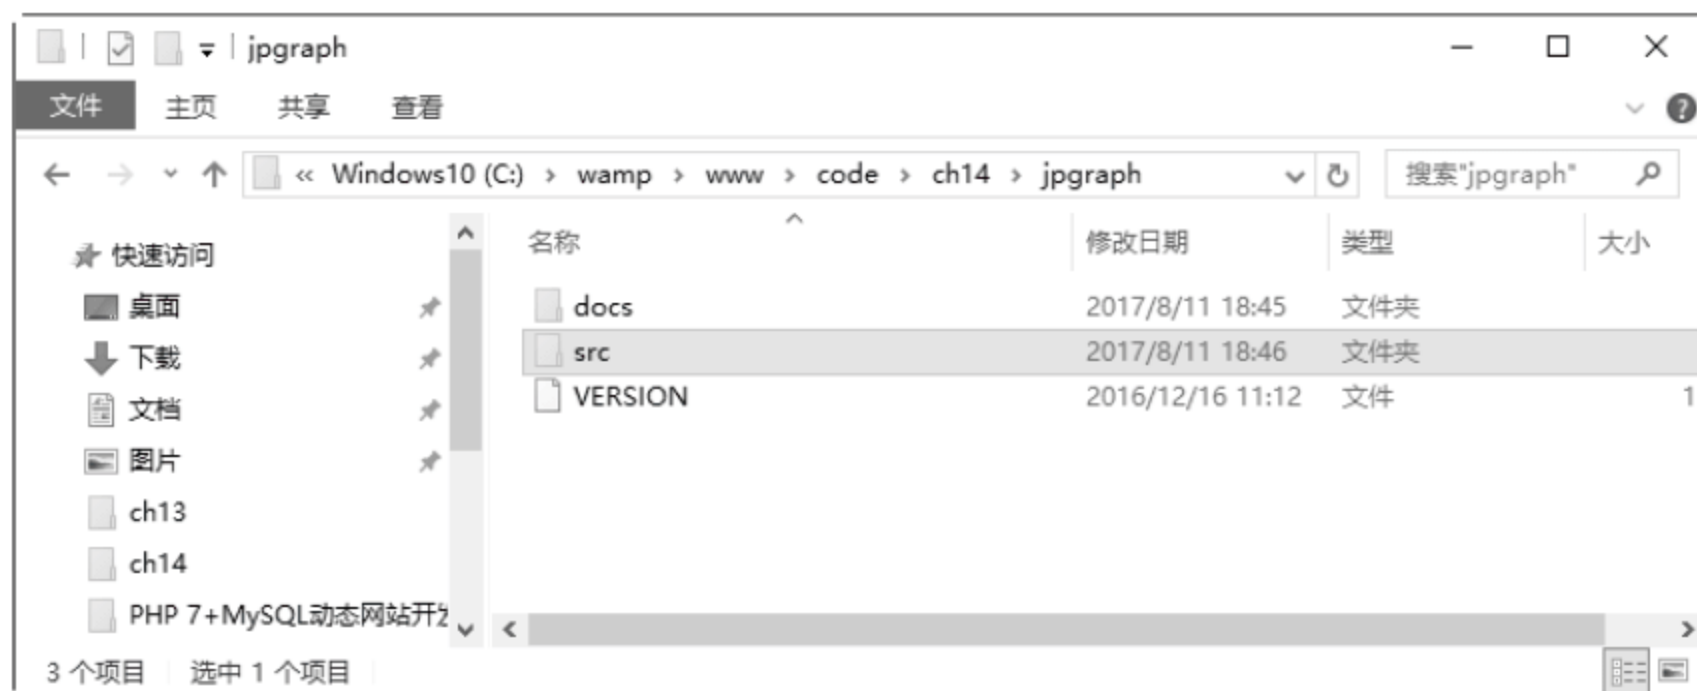 jpgraph
文件 主页 共享 查看
« Windows10 (C:) › wamp › www › code › ch14 › jpgraph 搜索"jpgraph"
名称 修改日期 类型 大小
快速访问
桌面
下载
文档
图片
ch13
ch14
PHP 7+MySQL动态网站开发
docs 2017/8/11 18:45 文件夹
src 2017/8/11 18:46 文件夹
VERSION 2016/12/16 11:12 文件 1
3 个项目 选中 1 个项目